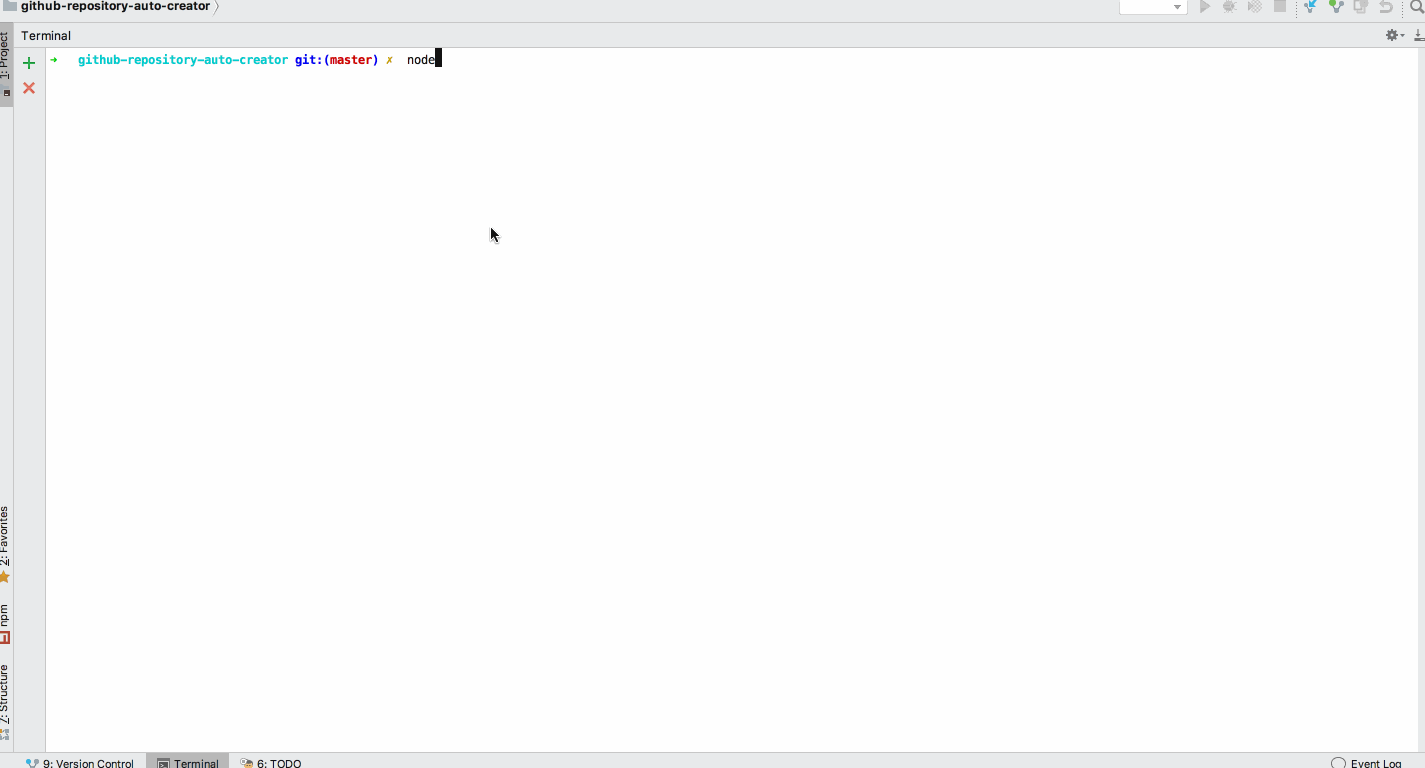 github-repository-auto-creator
Terminal
1: Project
➜ github-repository-auto-creator git:(master) ✗ node
2: Favorites
npm
7: Structure
9: Version Control
Terminal
6: TODO
Event Log